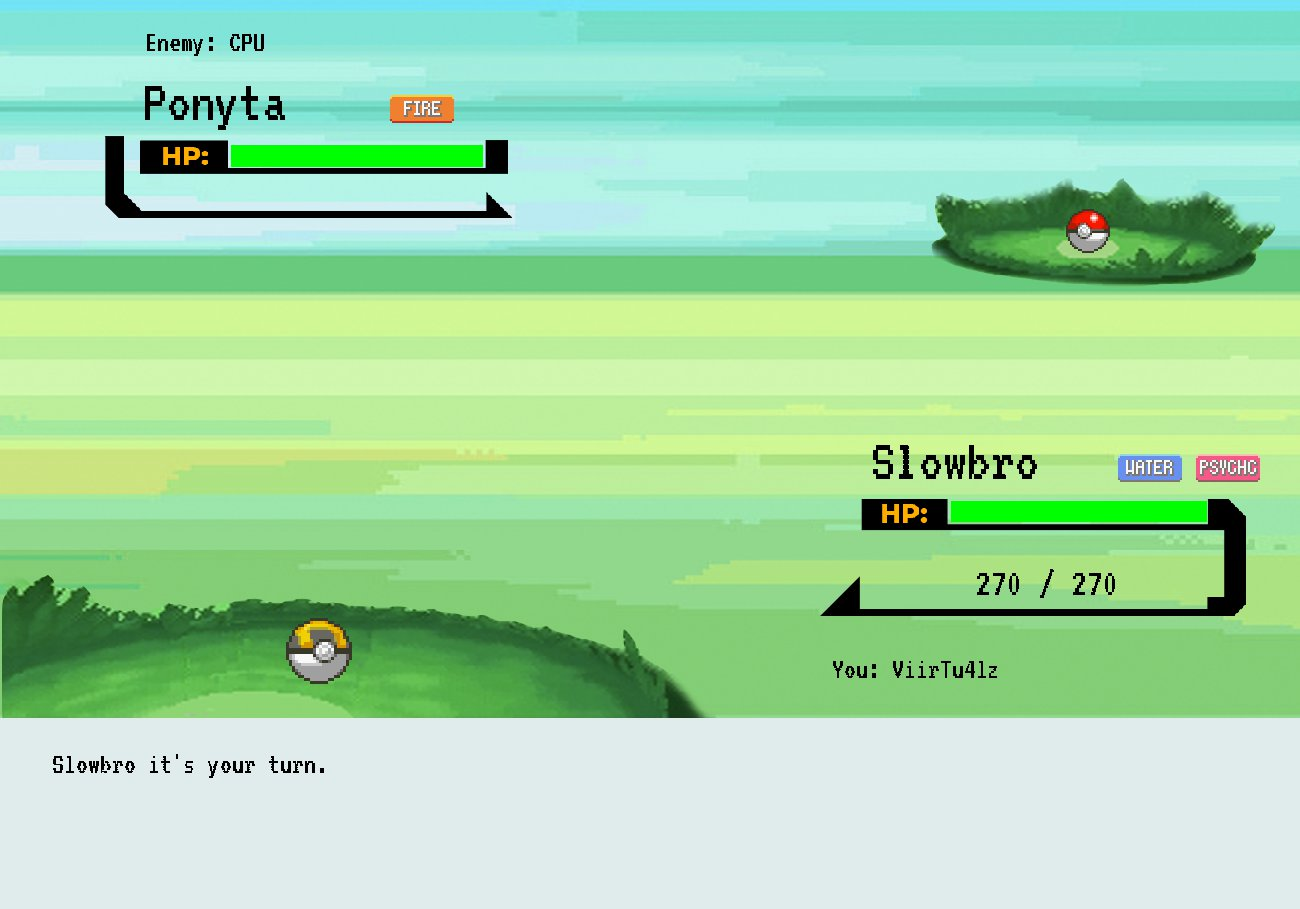 Enemy: CPU
Ponyta FIRE
HP:
Slowbro WATER PSYCHC
HP:
270 / 270
You: ViirTu4lz
Slowbro it's your turn.